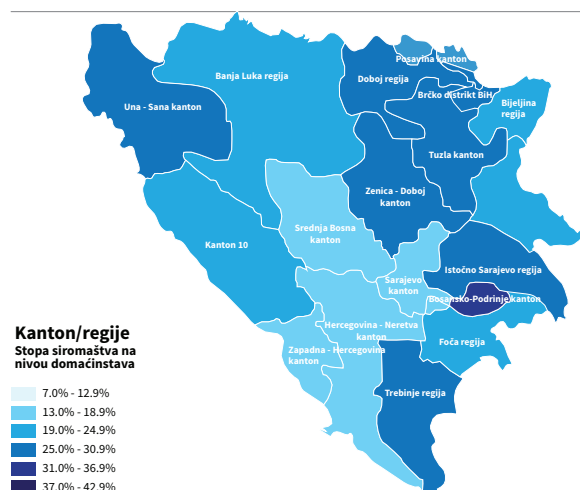 Posavina kanton
Banja Luka regija
Doboj regija
Brčko distrikt BiH
Bijeljina
regija
Una - Sana kanton
Tuzla kanton
Zenica - Doboj
kanton
Srednja Bosna
kanton
Kanton 10
Istočno Sarajevo regija
Sarajevo
kanton
Bosansko-Podrinje kanton
Hercegovina - Neretva
kanton
Foča regija
Zapadna - Hercegovina
kanton
Trebinje regija
Kanton/regije
Stopa siromaštva na
nivou domaćinstava
7.0% - 12.9%
13.0% - 18.9%
19.0% - 24.9%
25.0% - 30.9%
31.0% - 36.9%
37.0% - 42.9%